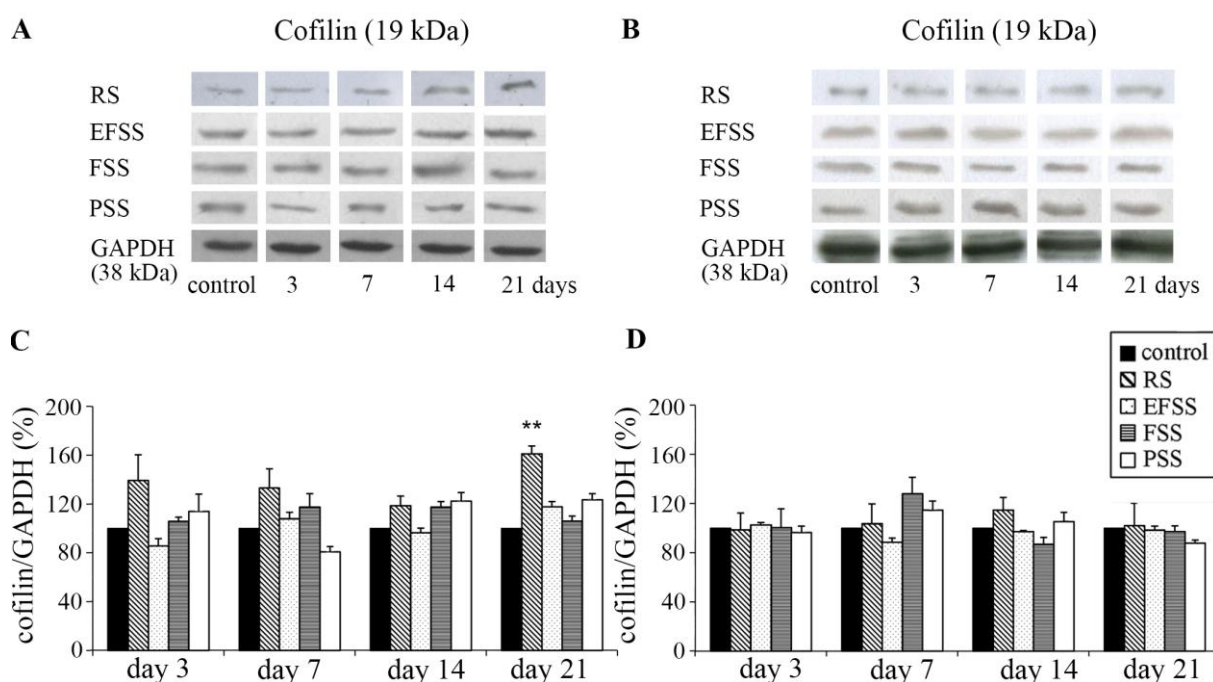 A
Cofilin (19 kDa)
RS
EFSS
FSS
PSS
GAPDH
(38 kDa)
control 3 7 14 21 days
B
Cofilin (19 kDa)
RS
EFSS
FSS
PSS
GAPDH
(38 kDa)
control 3 7 14 21 days
C
cofilin/GAPDH (%)
200
160
120
80
40
0
**
day 3 day 7 day 14 day 21
D
cofilin/GAPDH (%)
200
160
120
80
40
0
day 3 day 7 day 14 day 21
control
RS
EFSS
FSS
PSS